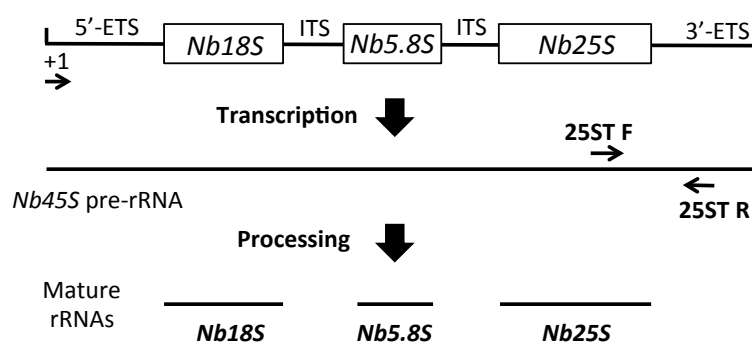 5'-ETS Nb18S ITS Nb5.8S ITS Nb25S 3'-ETS
+1
Transcription
25ST F
Nb45S pre-rRNA
25ST R
Processing
Mature
rRNAs
Nb18S Nb5.8S Nb25S